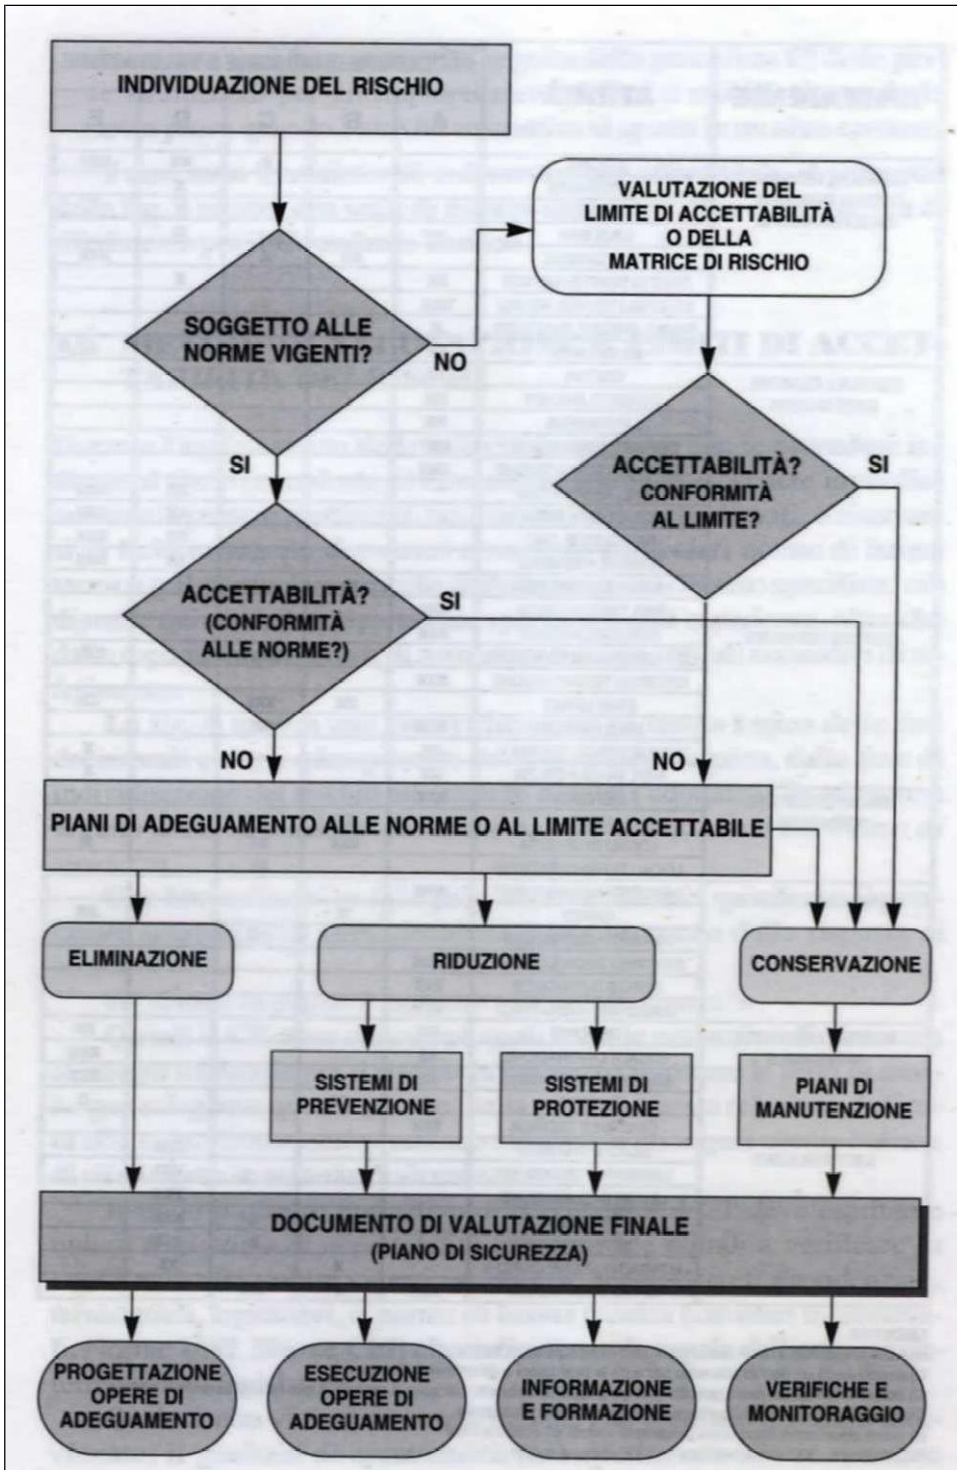 INDIVIDUAZIONE DEL RISCHIO
VALUTAZIONE DEL
LIMITE DI ACCETTABILITÀ
O DELLA
MATRICE DI RISCHIO
SOGGETTO ALLE
NORME VIGENTI?
NO
SI
ACCETTABILITÀ?
CONFORMITÀ
AL LIMITE?
SI
ACCETTABILITÀ?
(CONFORMITÀ
ALLE NORME?)
SI
NO
NO
PIANI DI ADEGUAMENTO ALLE NORME O AL LIMITE ACCETTABILE
ELIMINAZIONE
RIDUZIONE
CONSERVAZIONE
SISTEMI DI
PREVENZIONE
SISTEMI DI
PROTEZIONE
PIANI DI
MANUTENZIONE
DOCUMENTO DI VALUTAZIONE FINALE
(PIANO DI SICUREZZA)
PROGETTAZIONE
OPERE DI
ADEGUAMENTO
ESECUZIONE
OPERE DI
ADEGUAMENTO
INFORMAZIONE
E FORMAZIONE
VERIFICHE E
MONITORAGGIO